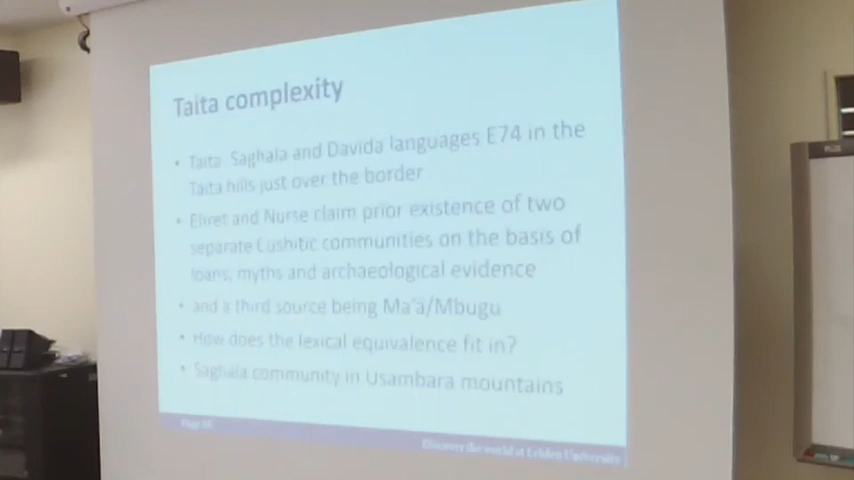 Taita complexity
• Taita Saghala and Davida languages E74 in the
Taita hills just over the border
• Ehret and Nurse claim prior existence of two
separate Cushitic communities on the basis of
loans, myths and archaeological evidence
• and a third source being Ma'a/Mbugu
• How does the lexical equivalence fit in?
• Saghala community in Usambara mountains
Page
Discover the world at Leiden University
PLUS